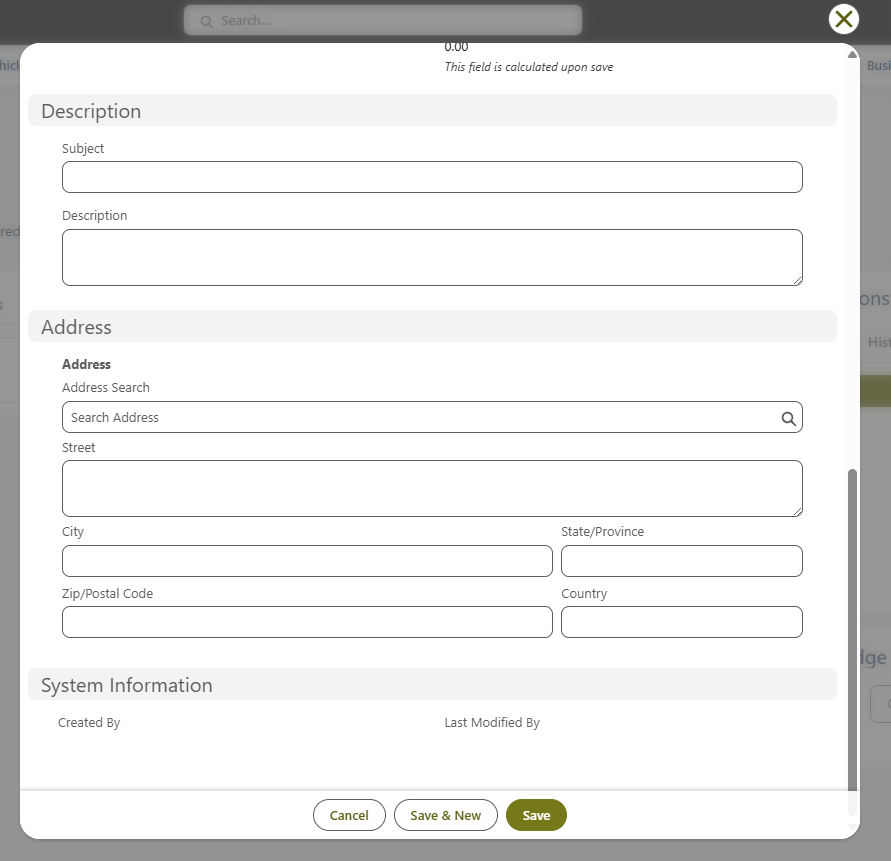 Search...
0.00
This field is calculated upon save
Description
Subject
Description
Address
Address
Address Search
Search Address
Street
City
State/Province
Zip/Postal Code
Country
System Information
Created By
Last Modified By
Cancel
Save & New
Save